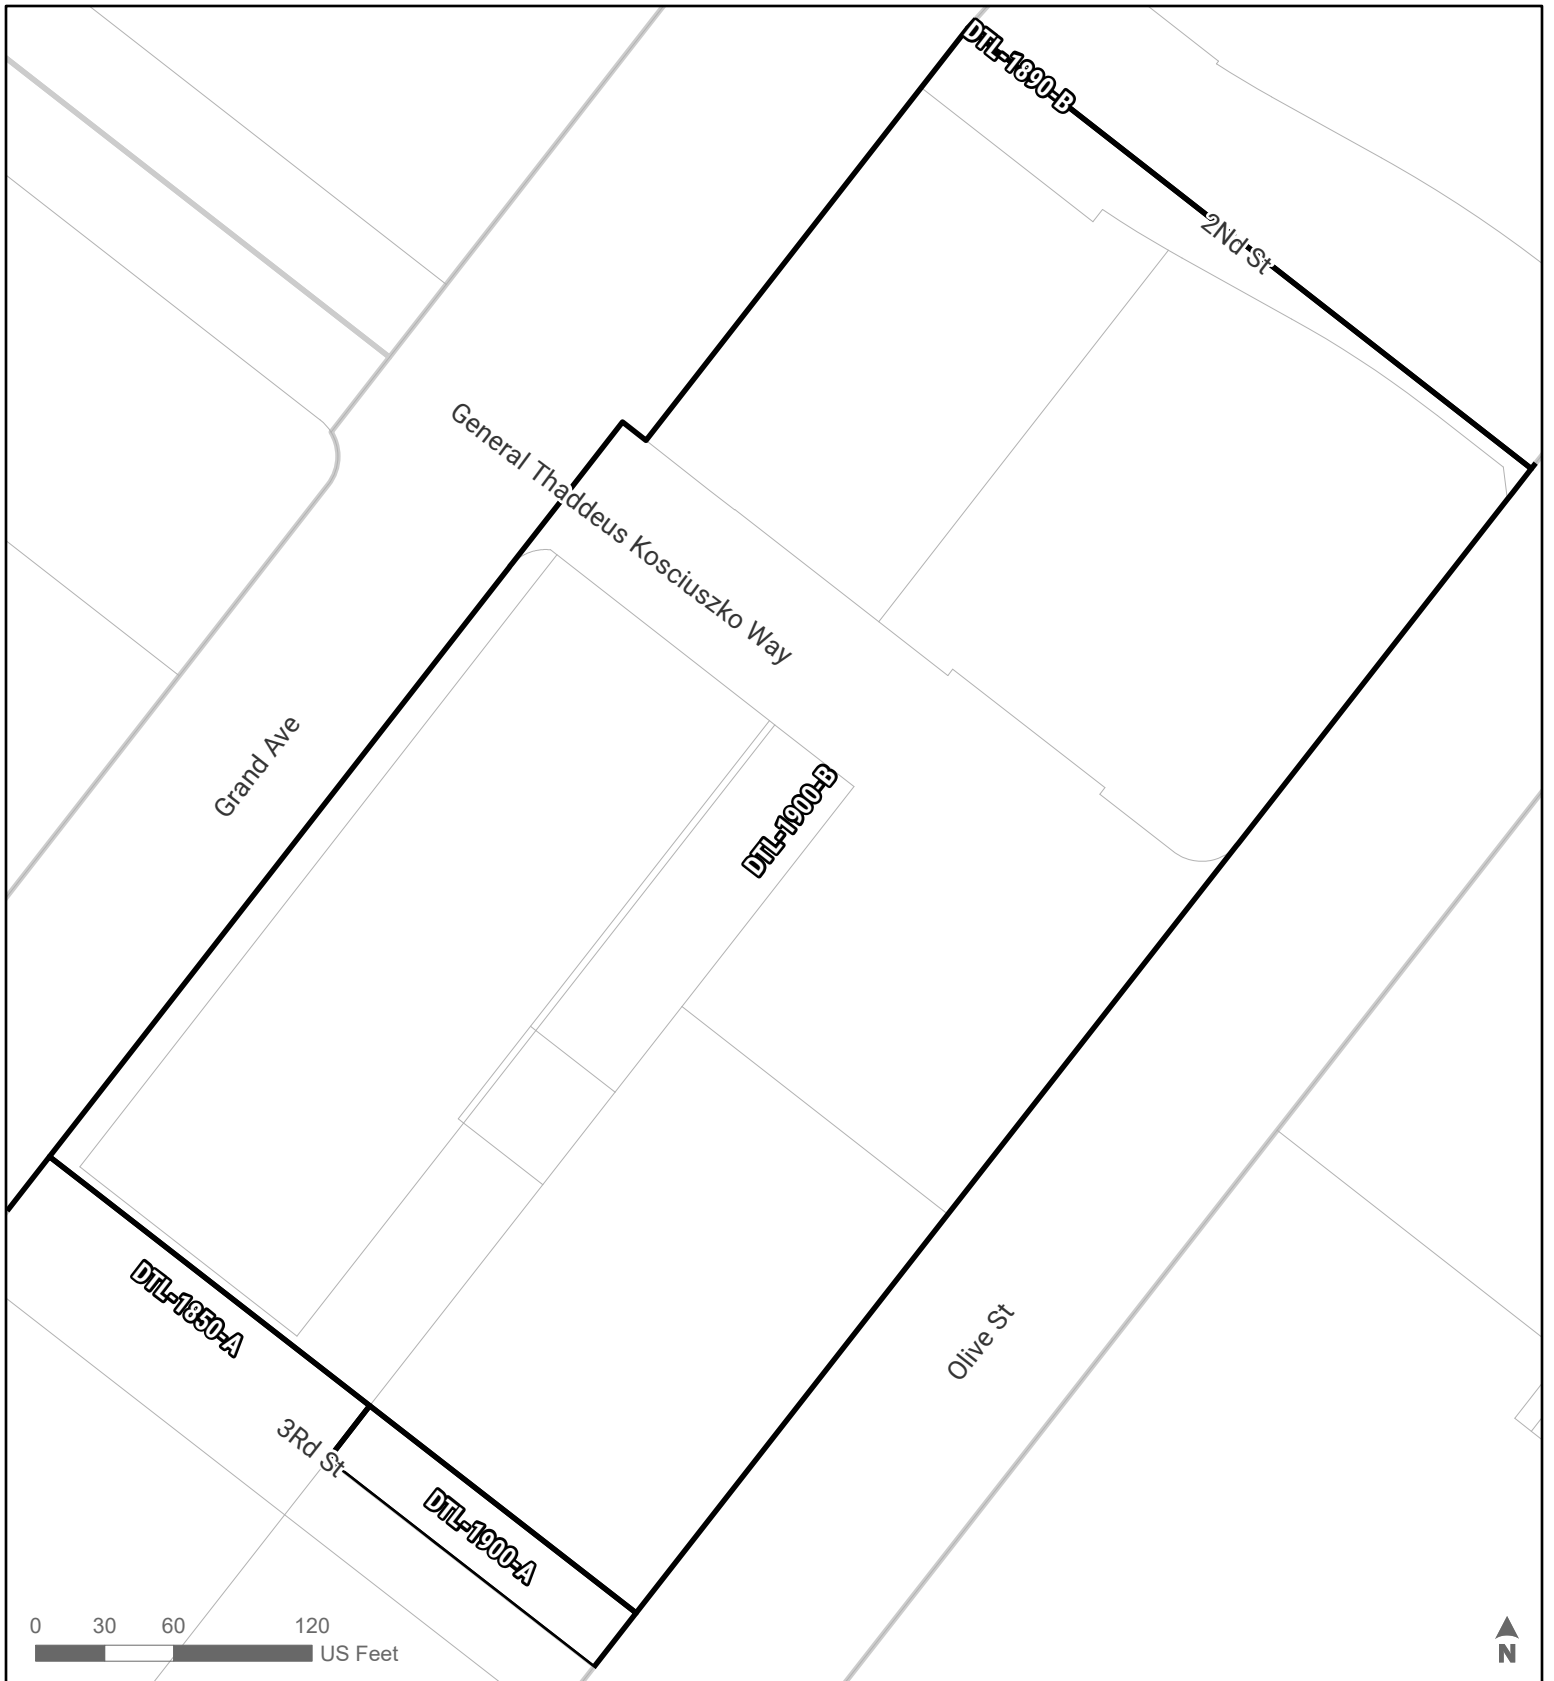 DTL-1890-B
2Nd St
General Thaddeus Kosciuszko Way
Grand Ave
DTL-1900-B
DTL-1850-A
Olive St
3Rd St
DTL-1900-A
0 30 60 120
US Feet
N